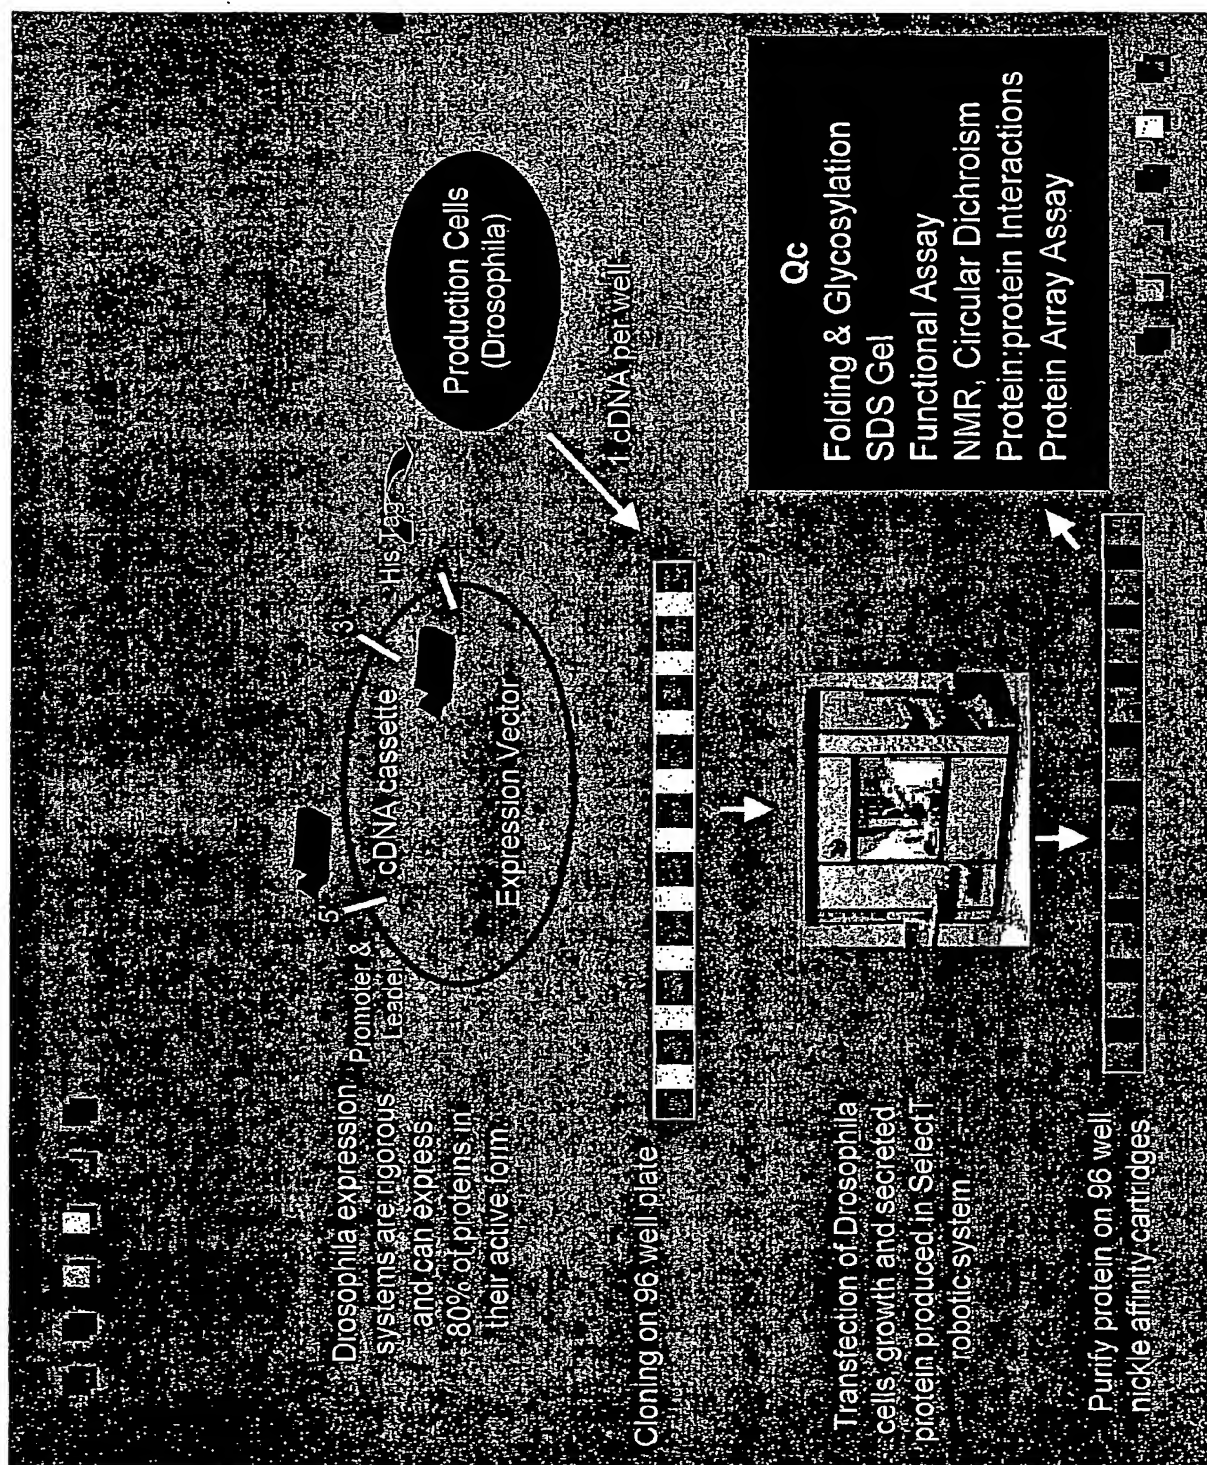 Drosophila expression
systems are rigorous
and can express
80% of proteins in
their active form.
Promoter &
Leader
5'
cDNA cassette
3'
His Tag
Expression Vector
Production Cells
(Drosophila)
1 cDNA per well
Cloning on 96 well plate
Transfection of Drosophila
cells, growth and secreted
protein produced in SelecT
robotic system
Purify protein on 96 well
nickle affinity cartridges
Qc
Folding & Glycosylation
SDS Gel
Functional Assay
NMR, Circular Dichroism
Protein:protein Interactions
Protein Array Assay